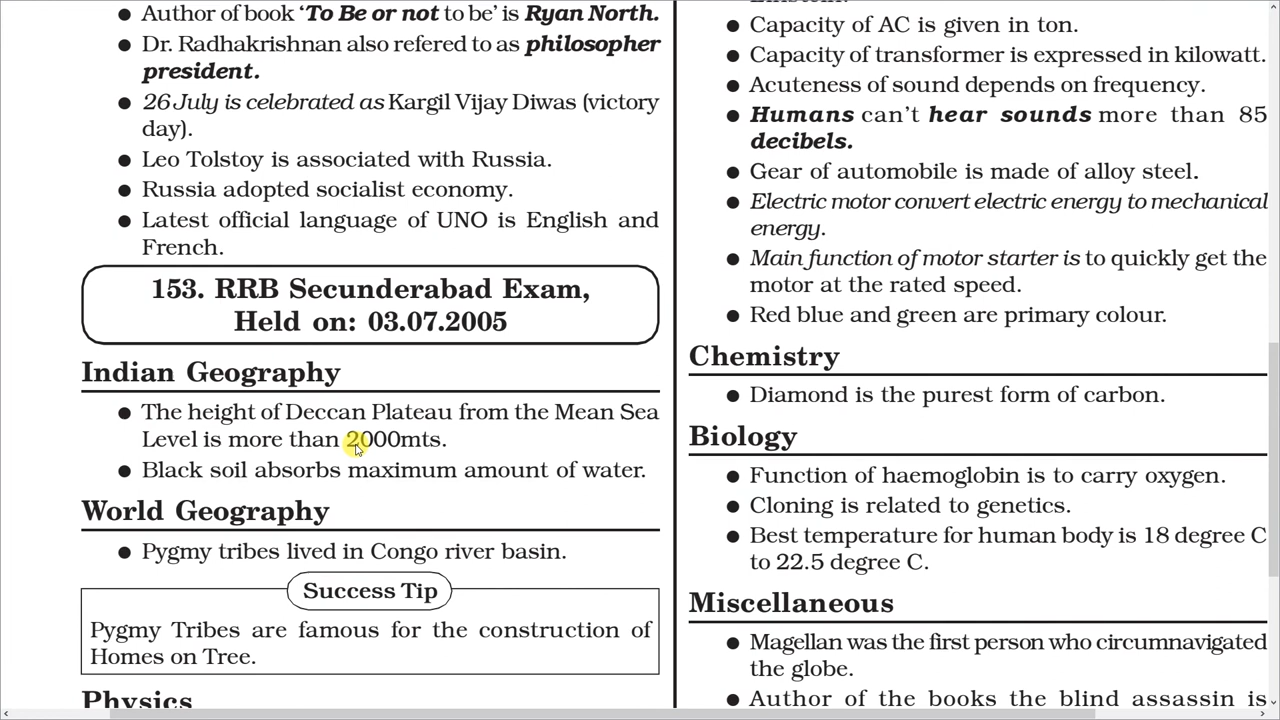 Author of book ‘To Be or not to be’ is Ryan North.
Dr. Radhakrishnan also refered to as philosopher
president.
26 July is celebrated as Kargil Vijay Diwas (victory
day).
Leo Tolstoy is associated with Russia.
Russia adopted socialist economy.
Latest official language of UNO is English and
French.
153. RRB Secunderabad Exam,
Held on: 03.07.2005
Indian Geography
The height of Deccan Plateau from the Mean Sea
Level is more than 2000mts.
Black soil absorbs maximum amount of water.
World Geography
Pygmy tribes lived in Congo river basin.
Success Tip
Pygmy Tribes are famous for the construction of
Homes on Tree.
Physics
Capacity of AC is given in ton.
Capacity of transformer is expressed in kilowatt.
Acuteness of sound depends on frequency.
Humans can’t hear sounds more than 85
decibels.
Gear of automobile is made of alloy steel.
Electric motor convert electric energy to mechanical
energy.
Main function of motor starter is to quickly get the
motor at the rated speed.
Red blue and green are primary colour.
Chemistry
Diamond is the purest form of carbon.
Biology
Function of haemoglobin is to carry oxygen.
Cloning is related to genetics.
Best temperature for human body is 18 degree C
to 22.5 degree C.
Miscellaneous
Magellan was the first person who circumnavigated
the globe.
Author of the books the blind assassin is